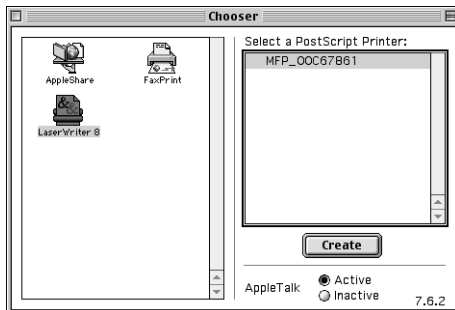 Chooser
Select a PostScript Printer:
MFP_00C67861
AppleShare
FaxPrint
LaserWriter 8
Create
AppleTalk
Active
Inactive
7.6.2